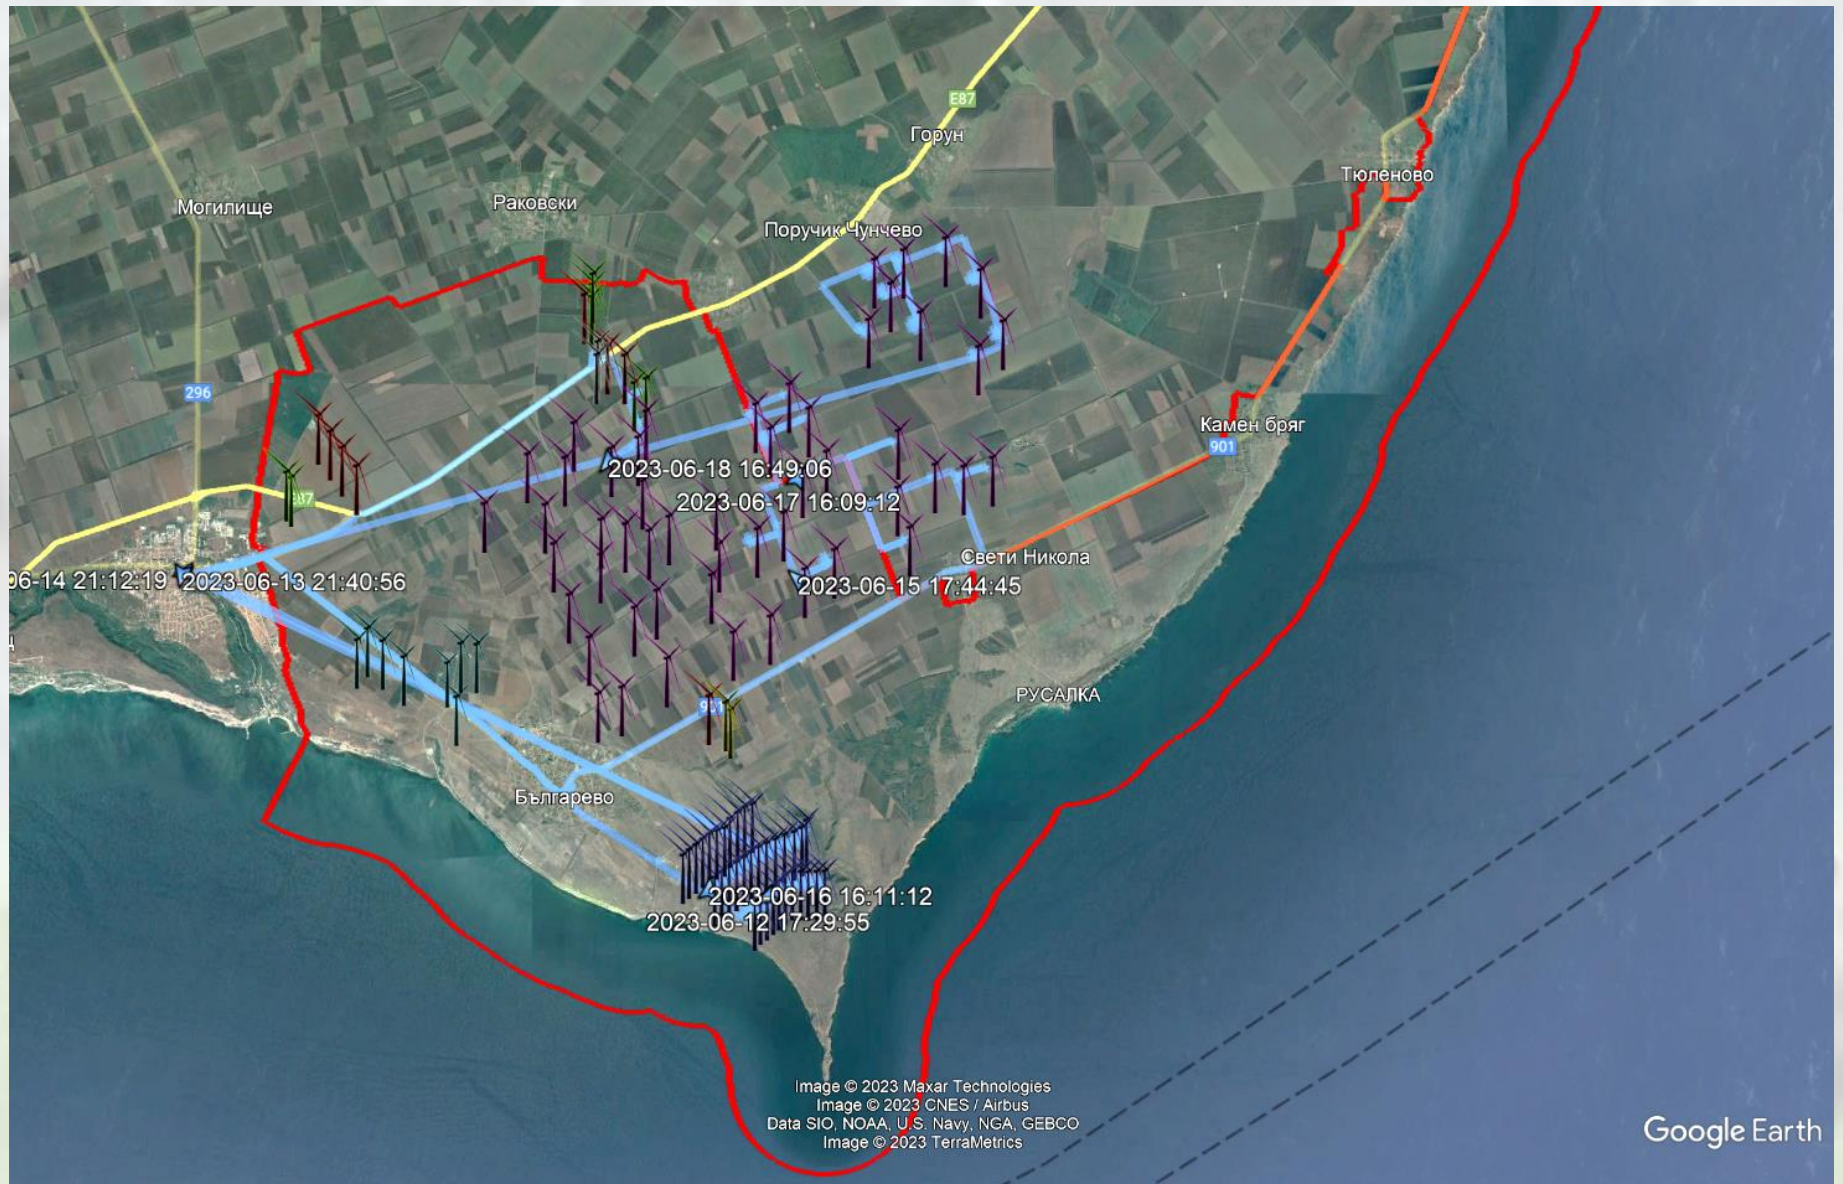 E87
Горун
Тюленово
Могилище
Раковски
Поручик Чунчево
296
Камен бряг
901
2023-06-18 16:49:06
2023-06-17 16:09:12
Свети Никола
06-14 21:12:19
2023-06-13 21:40:56
2023-06-15 17:44:45
РУСАЛКА
Българево
2023-06-16 16:11:12
2023-06-12 17:29:55
Image © 2023 Maxar Technologies
Image © 2023 CNES / Airbus
Data SIO, NOAA, U.S. Navy, NGA, GEBCO
Image © 2023 TerraMetrics
Google Earth